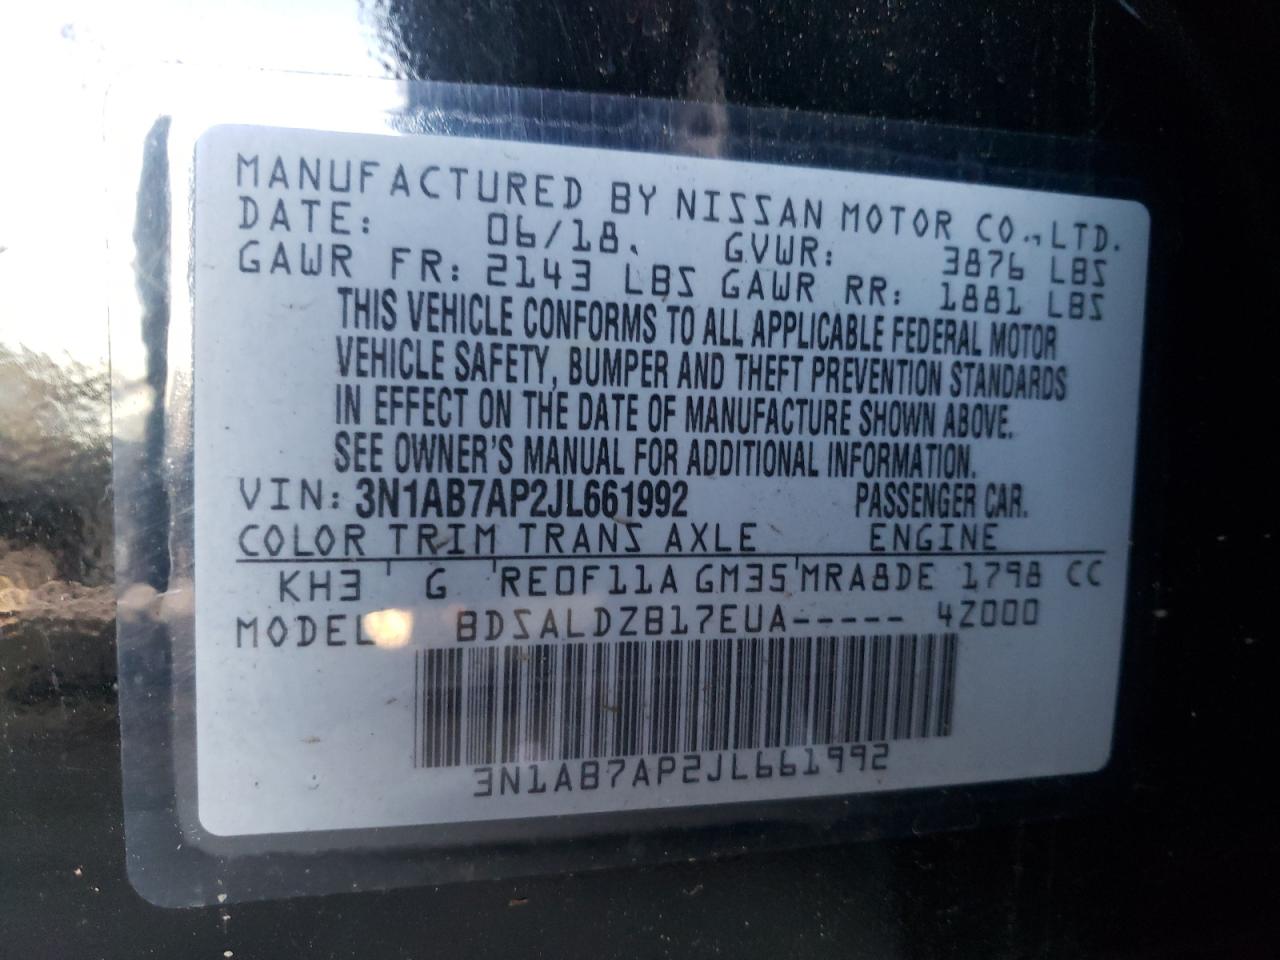 MANUFACTURED BY NISSAN MOTOR CO., LTD.
DATE: 06/18. GVWR: 3876 LBS
GAWR FR: 2143 LBS GAWR RR: 1881 LBS
THIS VEHICLE CONFORMS TO ALL APPLICABLE FEDERAL MOTOR
VEHICLE SAFETY, BUMPER AND THEFT PREVENTION STANDARDS
IN EFFECT ON THE DATE OF MANUFACTURE SHOWN ABOVE.
SEE OWNER'S MANUAL FOR ADDITIONAL INFORMATION.
VIN: 3N1AB7AP2JL661992 PASSENGER CAR.
COLOR TRIM TRANS AXLE ENGINE
KH3 ' G 'RE0F11A GM35'MRA8DE 1798 CC
MODEL BDSALDZB17EUA----- 4Z000
3N1AB7AP2JL661992